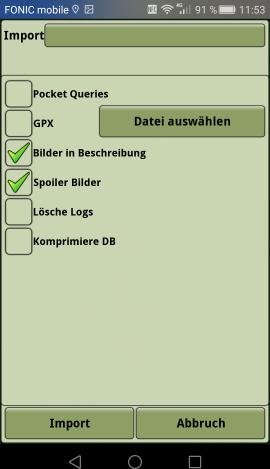 FONIC mobile 91 % 11:53
Import
Pocket Queries
GPX Datei auswählen
Bilder in Beschreibung
Spoiler Bilder
Lösche Logs
Komprimiere DB
Import Abbruch